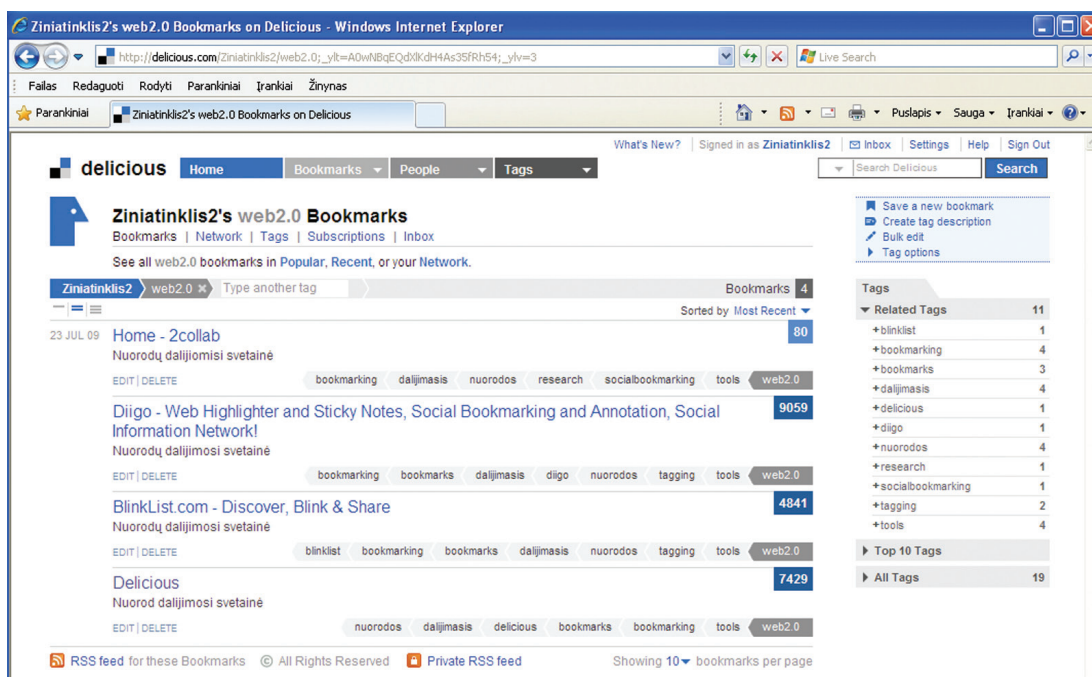 Ziniatinklis2's web2.0 Bookmarks on Delicious - Windows Internet Explorer
http://delicious.com/Ziniatinklis2/web2.0;_ylt=A0wNBqEQdXlKdH4As35fRh54;_ylv=3
Live Search
Failas Redaguoti Rodyti Parankiniai Įrankiai Žinynas
Parankiniai
Ziniatinklis2's web2.0 Bookmarks on Delicious
Puslapis Sauga Įrankiai
What's New? Signed in as Ziniatinklis2 Inbox Settings Help Sign Out
delicious Home Bookmarks People Tags
Search Delicious Search
Ziniatinklis2's web2.0 Bookmarks
Bookmarks | Network | Tags | Subscriptions | Inbox
See all web2.0 bookmarks in Popular, Recent, or your Network.
Save a new bookmark
Create tag description
Bulk edit
Tag options
Ziniatinklis2 web2.0 Type another tag Bookmarks 4
Sorted by Most Recent
23 JUL 09 Home - 2collab 80
Nuorodų dalijiomisi svetainė
EDIT | DELETE bookmarking dalijimasis nuorodos research socialbookmarking tools web2.0
Diigo - Web Highlighter and Sticky Notes, Social Bookmarking and Annotation, Social 9059
Information Network!
Nuorodų dalijimosi svetainė
EDIT | DELETE bookmarking bookmarks dalijimasis diigo nuorodos tagging tools web2.0
BlinkList.com - Discover, Blink & Share 4841
Nuorodų dalijimosi svetainė
EDIT | DELETE blinklist bookmarking bookmarks dalijimasis nuorodos tagging tools web2.0
Delicious 7429
Nuorod dalijimosi svetainė
EDIT | DELETE nuorodos dalijimasis delicious bookmarks bookmarking tools web2.0
RSS feed for these Bookmarks © All Rights Reserved Private RSS feed Showing 10 bookmarks per page
Tags
Related Tags 11
+blinklist 1
+bookmarking 4
+bookmarks 3
+dalijimasis 4
+delicious 1
+diigo 1
+nuorodos 4
+research 1
+socialbookmarking 1
+tagging 2
+tools 4
Top 10 Tags
All Tags 19